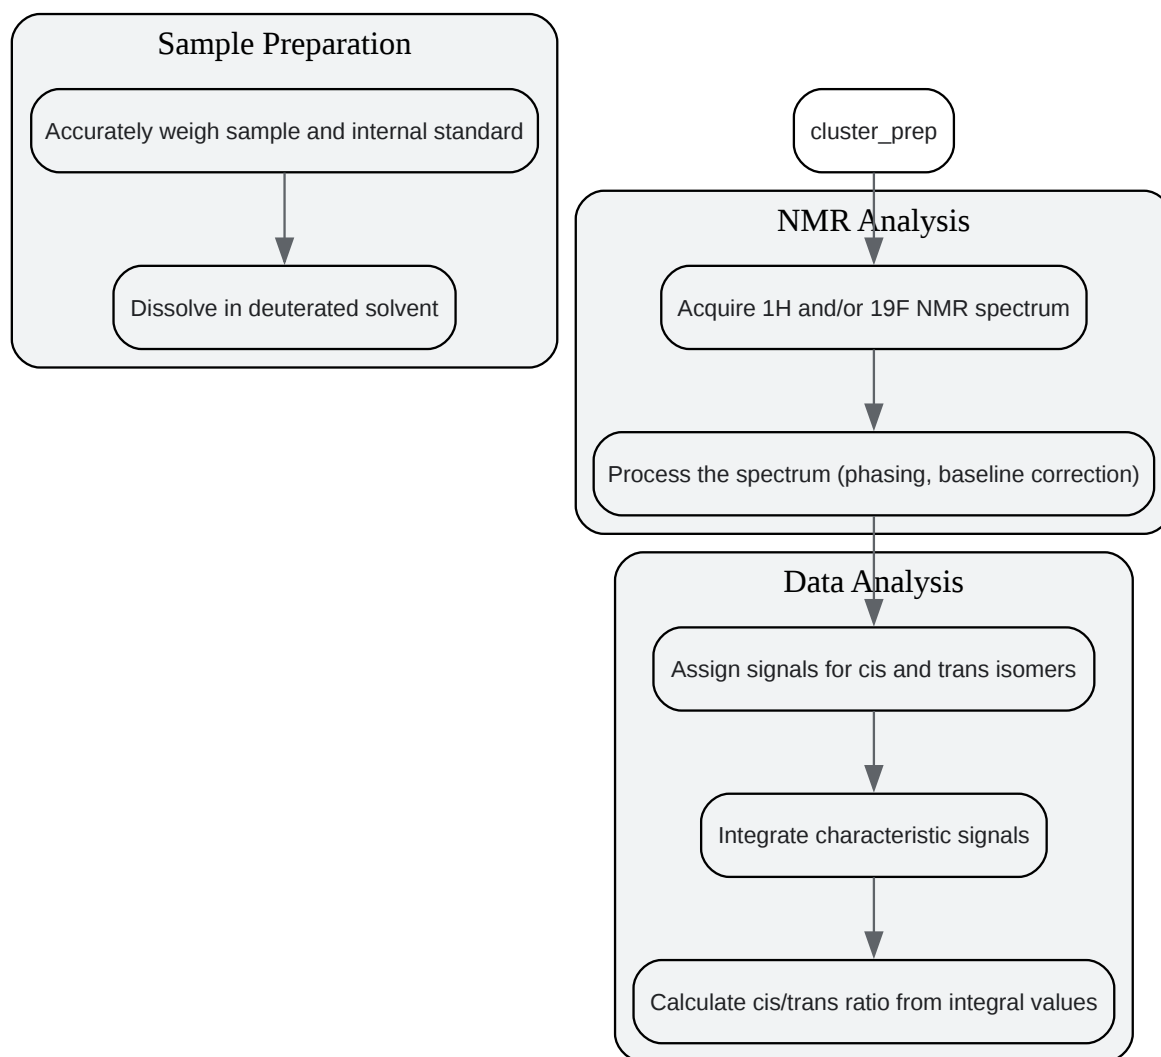 Sample Preparation
Accurately weigh sample and internal standard
Dissolve in deuterated solvent
cluster_prep
NMR Analysis
Acquire 1H and/or 19F NMR spectrum
Process the spectrum (phasing, baseline correction)
Data Analysis
Assign signals for cis and trans isomers
Integrate characteristic signals
Calculate cis/trans ratio from integral values